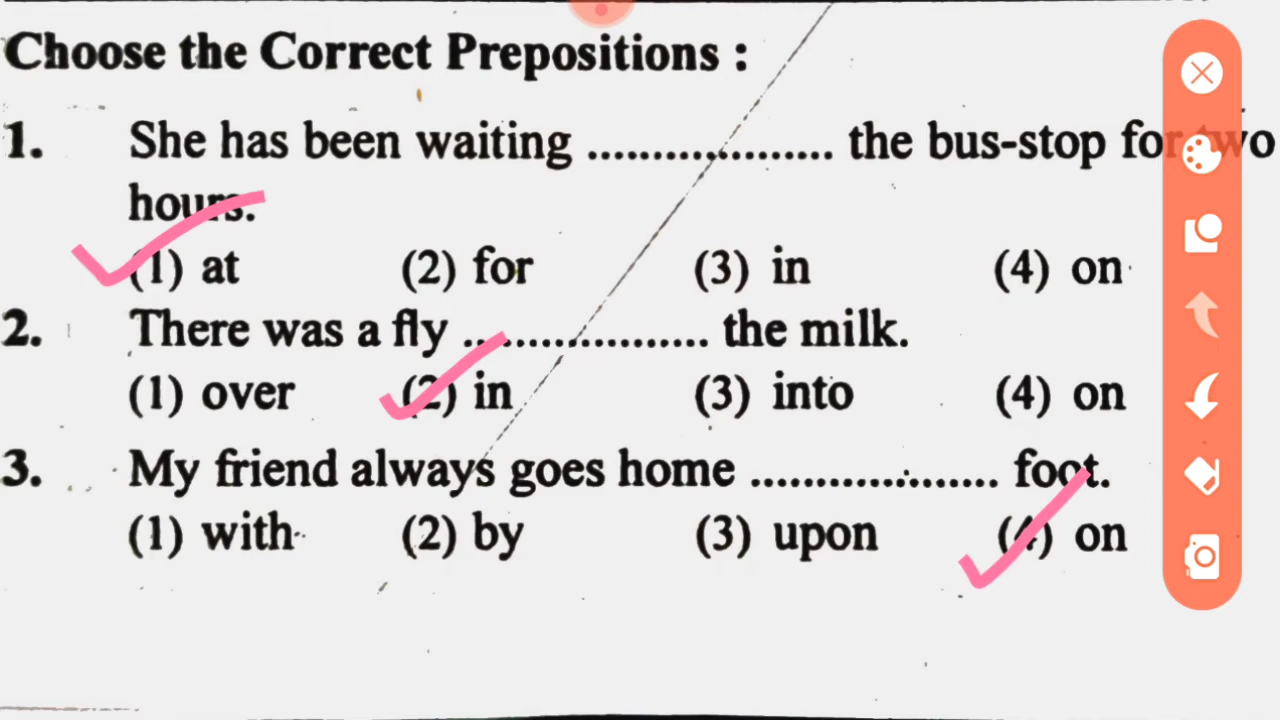 Choose the Correct Prepositions :
1. She has been waiting ................... the bus-stop for two
hours.
(1) at (2) for (3) in (4) on
2. There was a fly ................... the milk.
(1) over (2) in (3) into (4) on
3. My friend always goes home ................... foot.
(1) with (2) by (3) upon (4) on